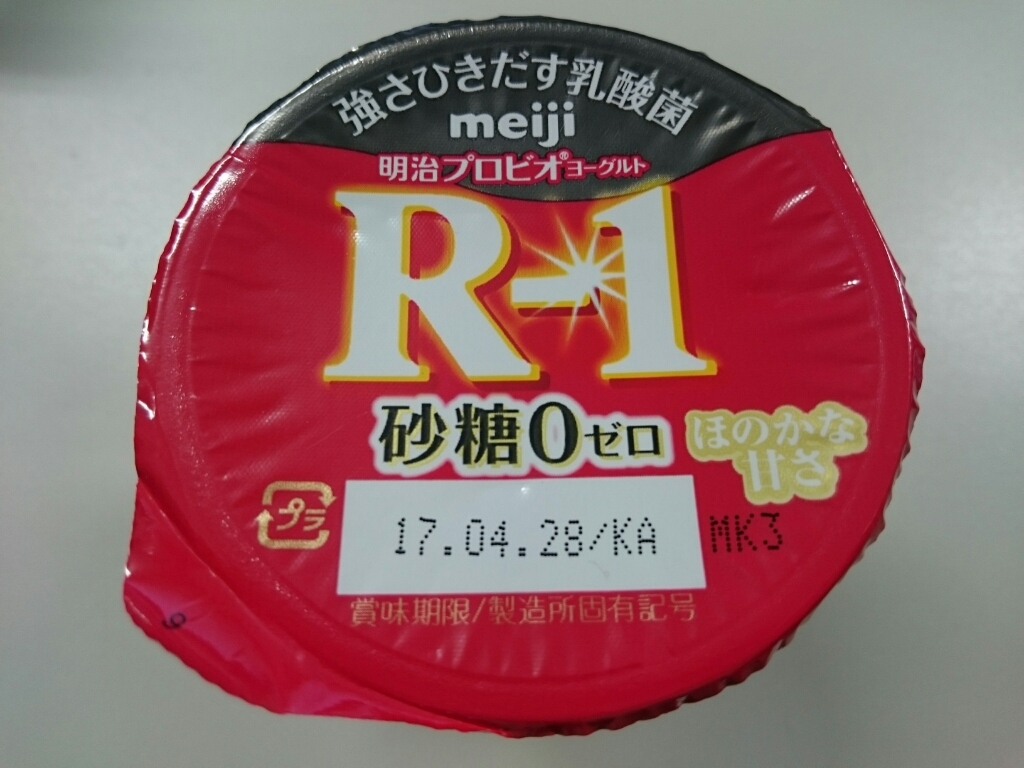 強さひきだす乳酸菌
meiji
明治プロビオ®ヨーグルト
R-1
砂糖0ゼロ
ほのかな
甘さ
プラ
17.04.28/KA MK3
賞味期限/製造所固有記号
9